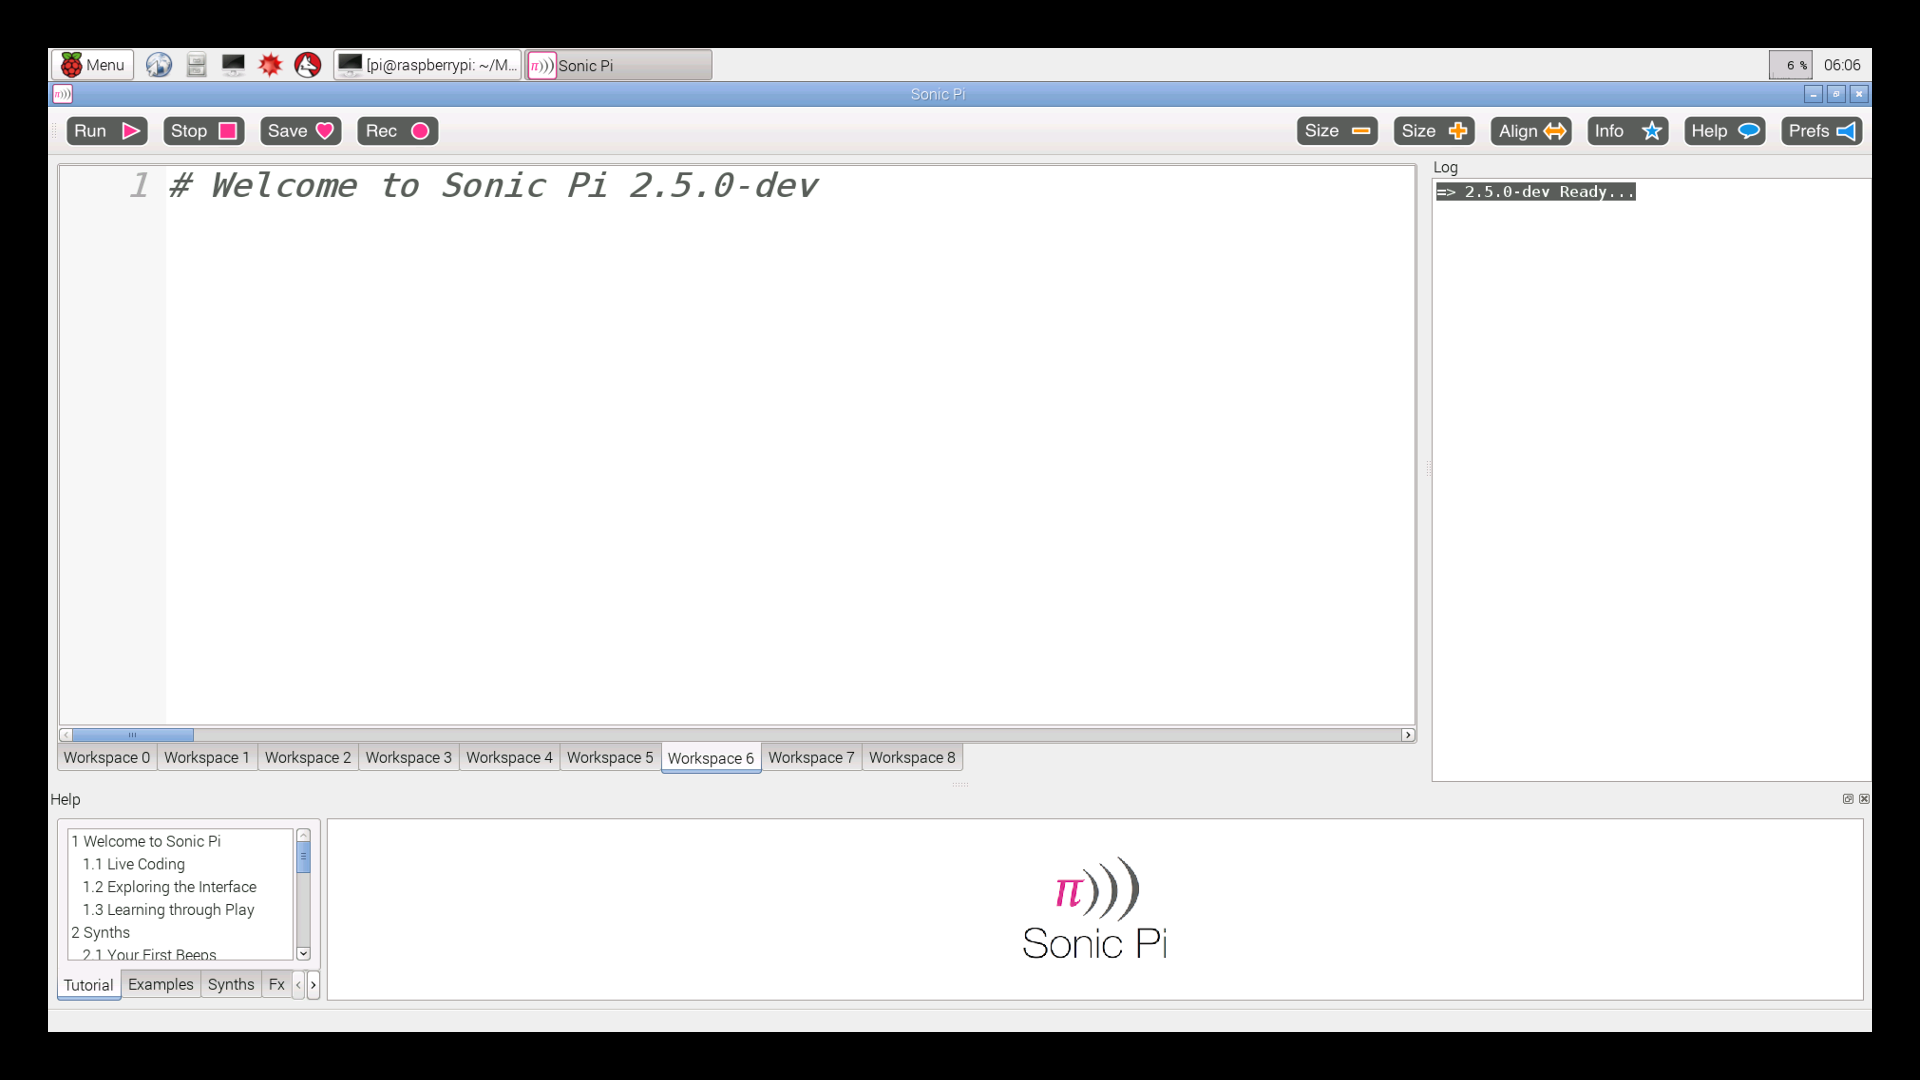 Menu [pi@raspberrypi: ~/M... π))) Sonic Pi 6 % 06:06
π))) Sonic Pi
Run Stop Save Rec Size Size Align Info Help Prefs
Log
1 # Welcome to Sonic Pi 2.5.0-dev
=> 2.5.0-dev Ready...
Workspace 0 Workspace 1 Workspace 2 Workspace 3 Workspace 4 Workspace 5 Workspace 6 Workspace 7 Workspace 8
Help
1 Welcome to Sonic Pi
1.1 Live Coding
1.2 Exploring the Interface
1.3 Learning through Play
2 Synths
2.1 Your First Beeps
Tutorial Examples Synths Fx
π)))
Sonic Pi